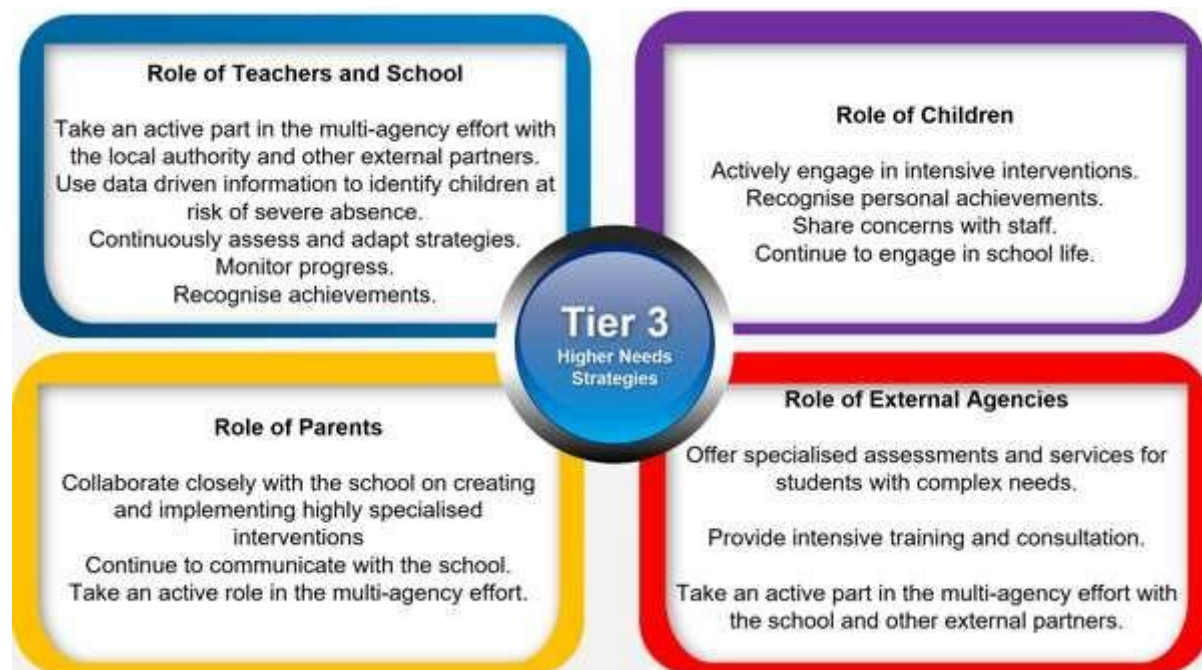 Role of Teachers and School
Take an active part in the multi-agency effort with
the local authority and other external partners.
Use data driven information to identify children at
risk of severe absence.
Continuously assess and adapt strategies.
Monitor progress.
Recognise achievements.
Role of Children
Actively engage in intensive interventions.
Recognise personal achievements.
Share concerns with staff.
Continue to engage in school life.
Tier 3
Higher Needs
Strategies
Role of Parents
Collaborate closely with the school on creating
and implementing highly specialised
interventions
Continue to communicate with the school.
Take an active role in the multi-agency effort.
Role of External Agencies
Offer specialised assessments and services for
students with complex needs.
Provide intensive training and consultation.
Take an active part in the multi-agency effort with
the school and other external partners.